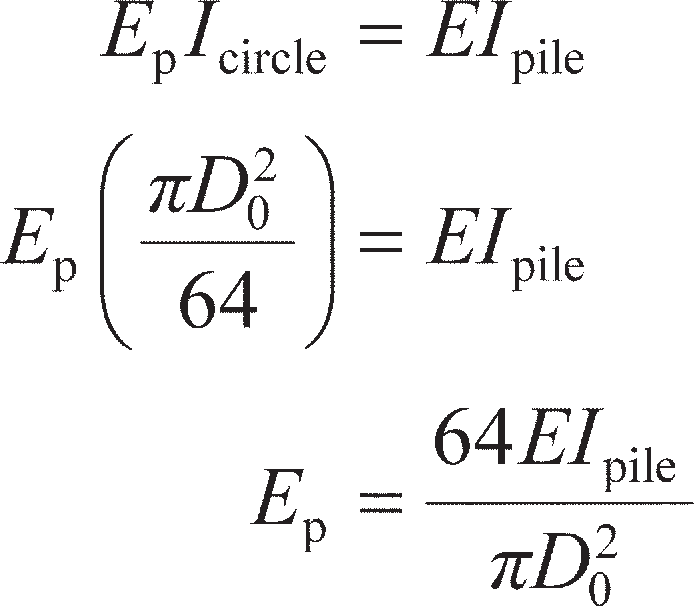 E_p I_circle = EI_pile
E_p (πD_0^2 / 64) = EI_pile
E_p = 64EI_pile / πD_0^2